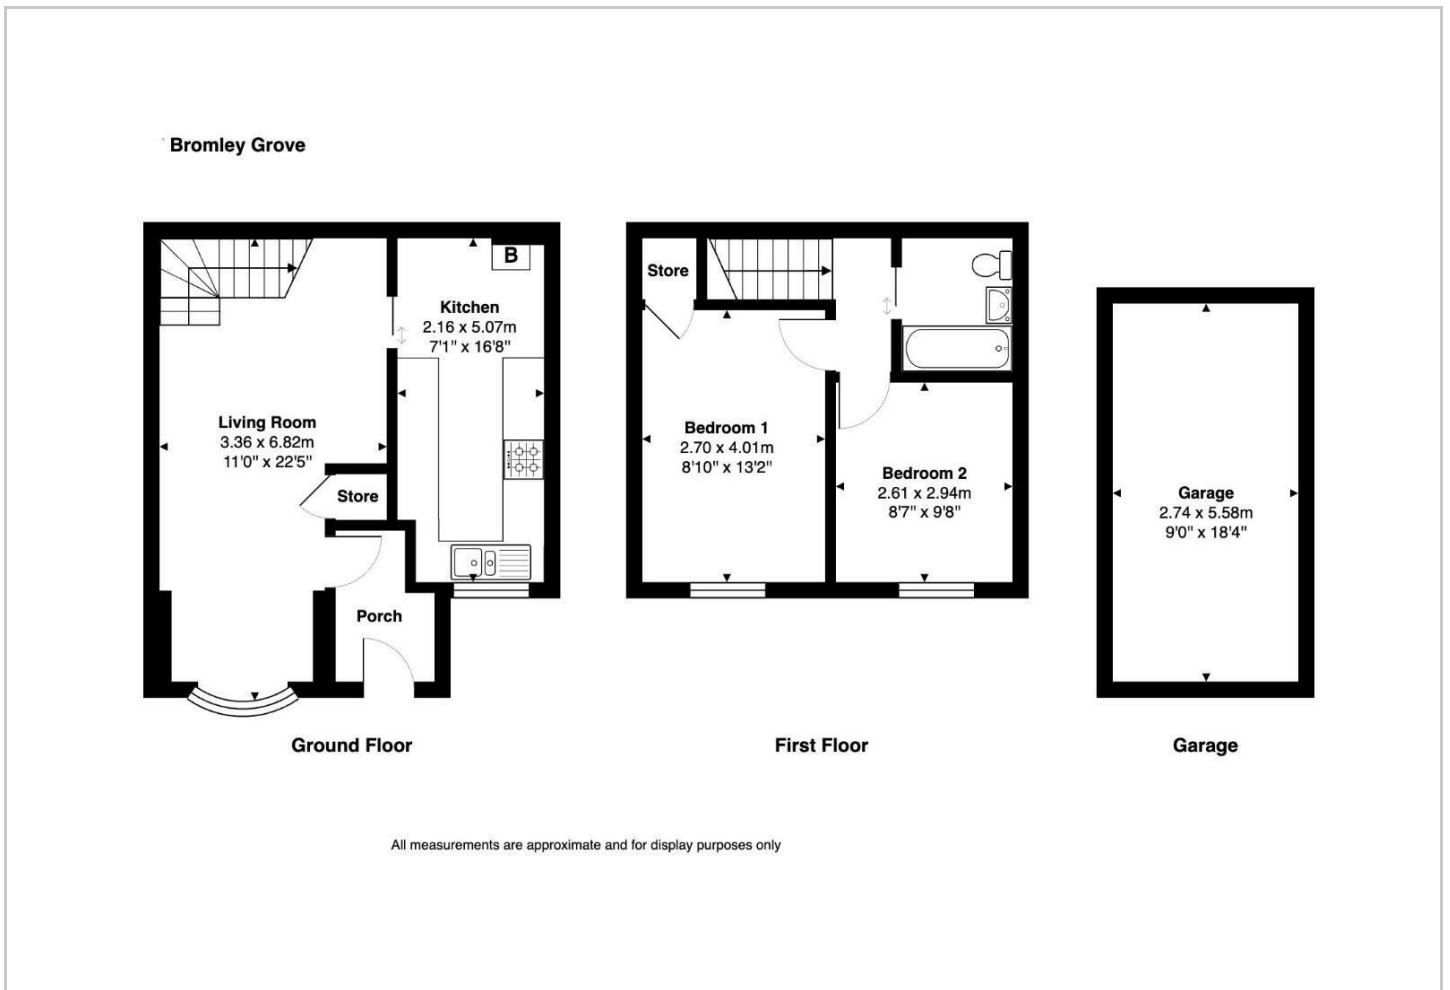 Bromley Grove
B
Kitchen
2.16 x 5.07m
7'1" x 16'8"
Living Room
3.36 x 6.82m
11'0" x 22'5"
Store
Porch
Ground Floor
Store
Bedroom 1
2.70 x 4.01m
8'10" x 13'2"
Bedroom 2
2.61 x 2.94m
8'7" x 9'8"
First Floor
Garage
2.74 x 5.58m
9'0" x 18'4"
Garage
All measurements are approximate and for display purposes only